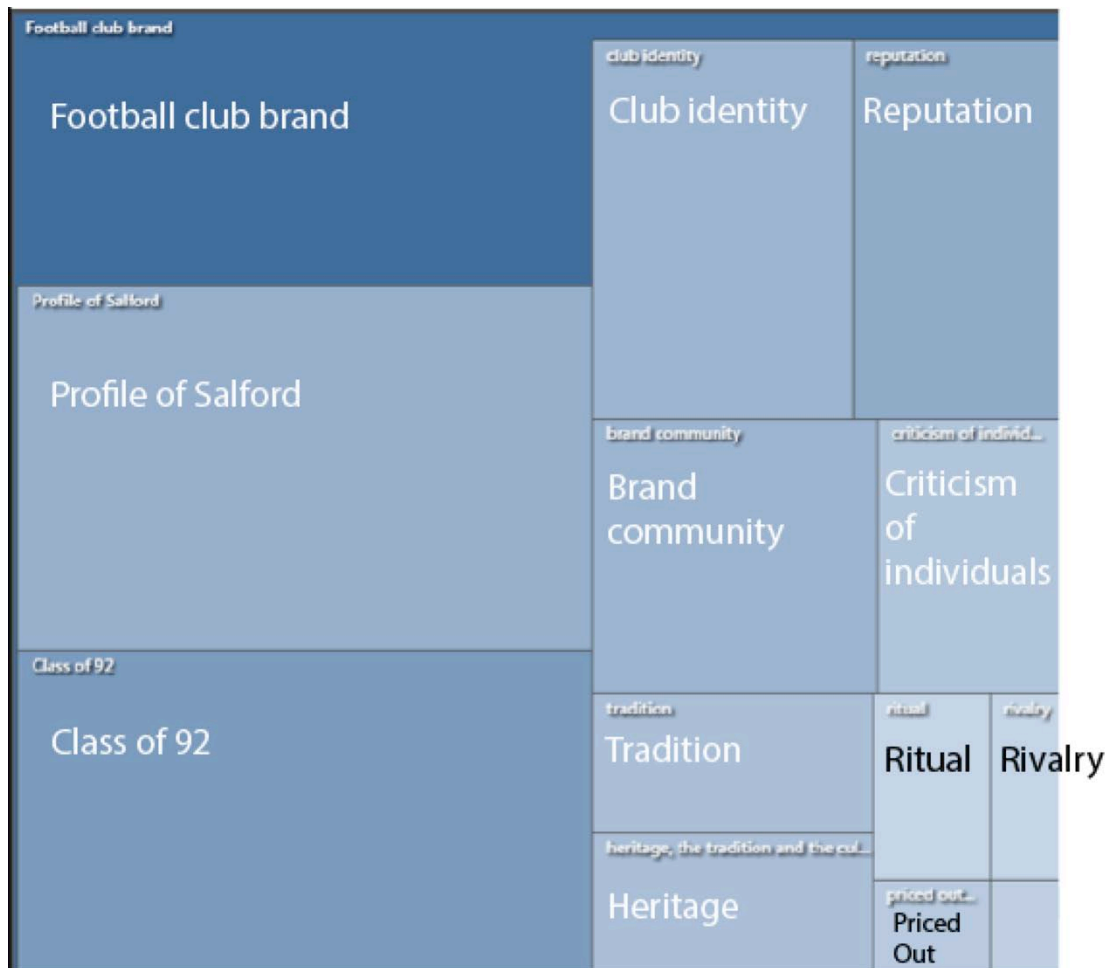 Football club brand
Football club brand
club identity
Club identity
reputation
Reputation
Profile of Salford
Profile of Salford
brand community
Brand
community
criticism of individ...
Criticism
of
individuals
Class of 92
Class of 92
tradition
Tradition
ritual
Ritual
rivalry
Rivalry
heritage, the tradition and the cul...
Heritage
priced out...
Priced
Out